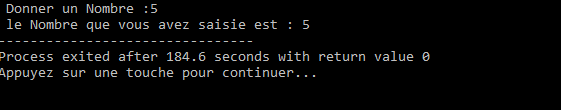 Donner un Nombre :5
le Nombre que vous avez saisie est : 5
--------------------------------
Process exited after 184.6 seconds with return value 0
Appuyez sur une touche pour continuer...